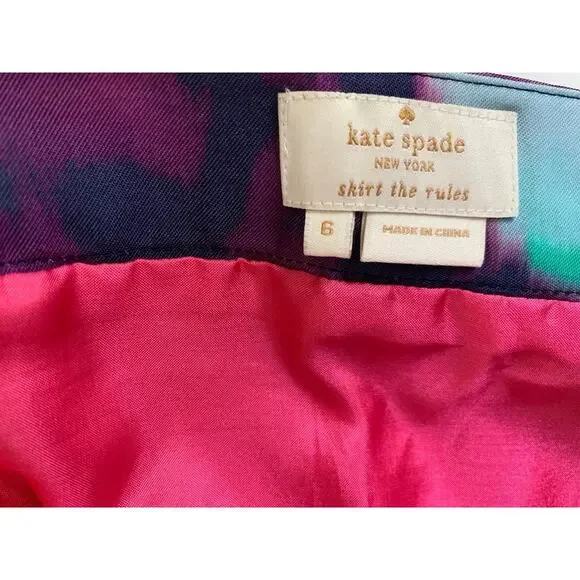 kate spade
NEW YORK
skirt the rules
6
MADE IN CHINA